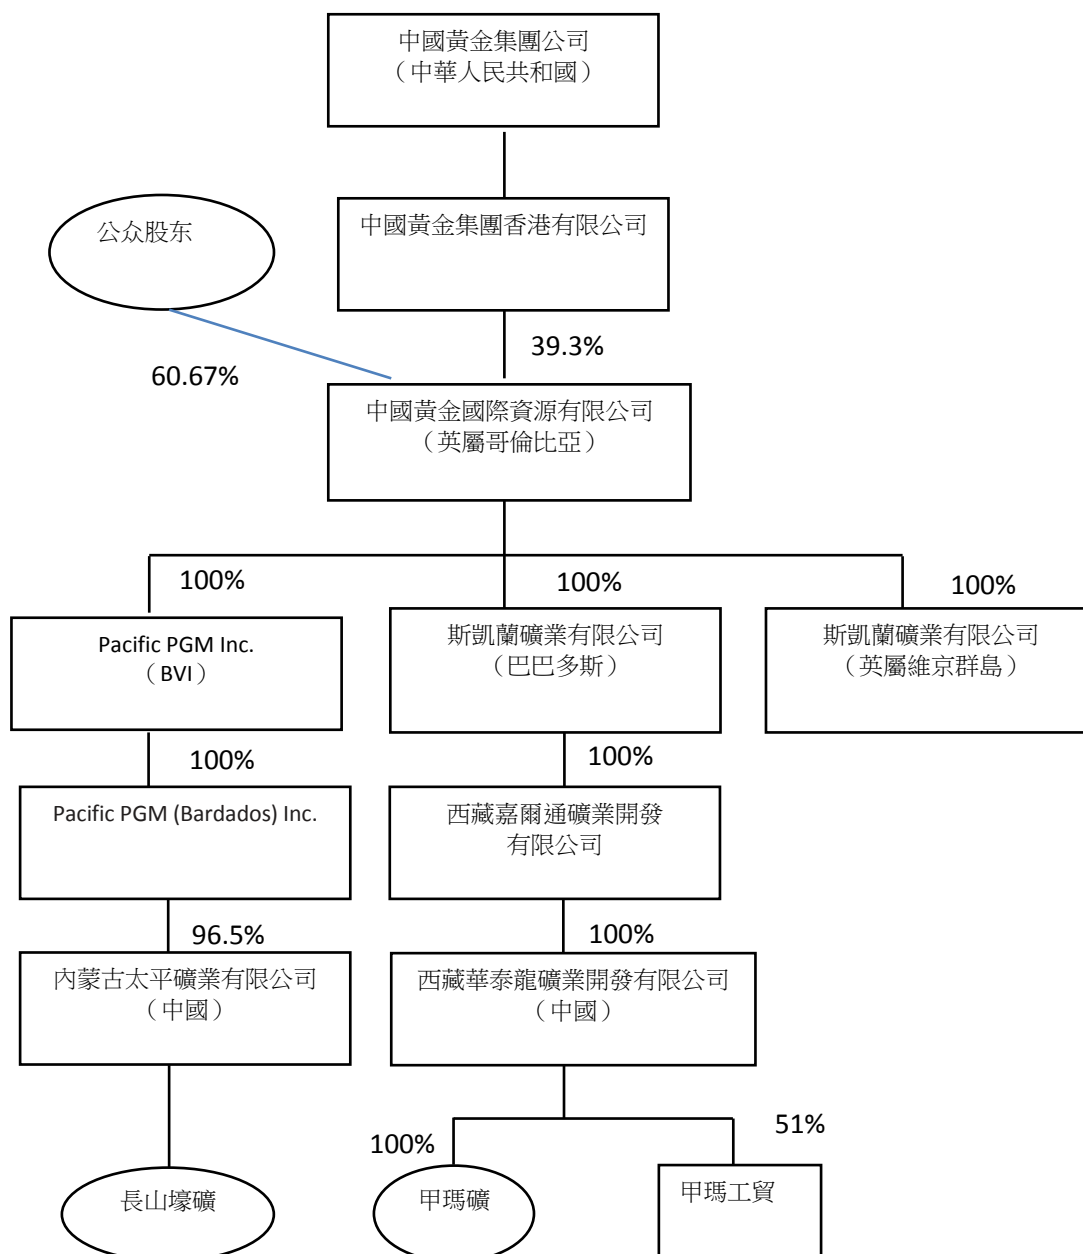 中國黃金集團公司
（中華人民共和國）
公众股东
中國黃金集團香港有限公司
39.3%
60.67%
中國黃金國際資源有限公司
（英屬哥倫比亞）
100%
100%
100%
Pacific PGM Inc.
（BVI）
斯凱蘭礦業有限公司
（巴巴多斯）
斯凱蘭礦業有限公司
（英屬維京群島）
100%
100%
Pacific PGM (Bardados) Inc.
西藏嘉爾通礦業開發
有限公司
96.5%
100%
內蒙古太平礦業有限公司
（中國）
西藏華泰龍礦業開發有限公司
（中國）
100%
51%
長山壕礦
甲瑪礦
甲瑪工貿